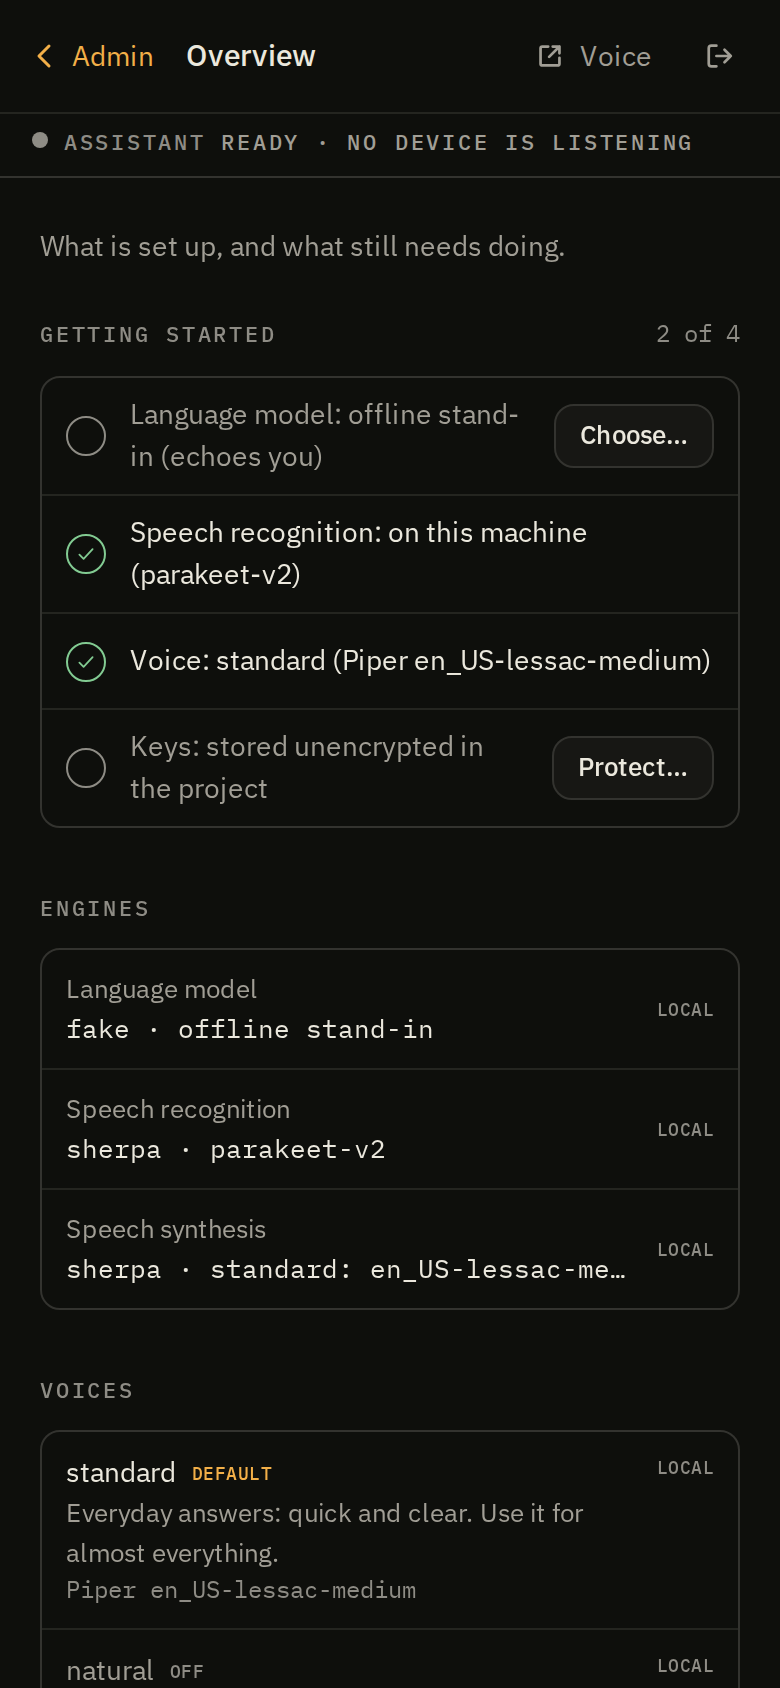 Admin Overview Voice
ASSISTANT READY · NO DEVICE IS LISTENING
What is set up, and what still needs doing.
GETTING STARTED 2 of 4
Language model: offline stand-
in (echoes you)
Choose…
Speech recognition: on this machine
(parakeet-v2)
Voice: standard (Piper en_US-lessac-medium)
Keys: stored unencrypted in
the project
Protect…
ENGINES
Language model
fake · offline stand-in
LOCAL
Speech recognition
sherpa · parakeet-v2
LOCAL
Speech synthesis
sherpa · standard: en_US-lessac-me…
LOCAL
VOICES
standard DEFAULT LOCAL
Everyday answers: quick and clear. Use it for
almost everything.
Piper en_US-lessac-medium
natural OFF LOCAL